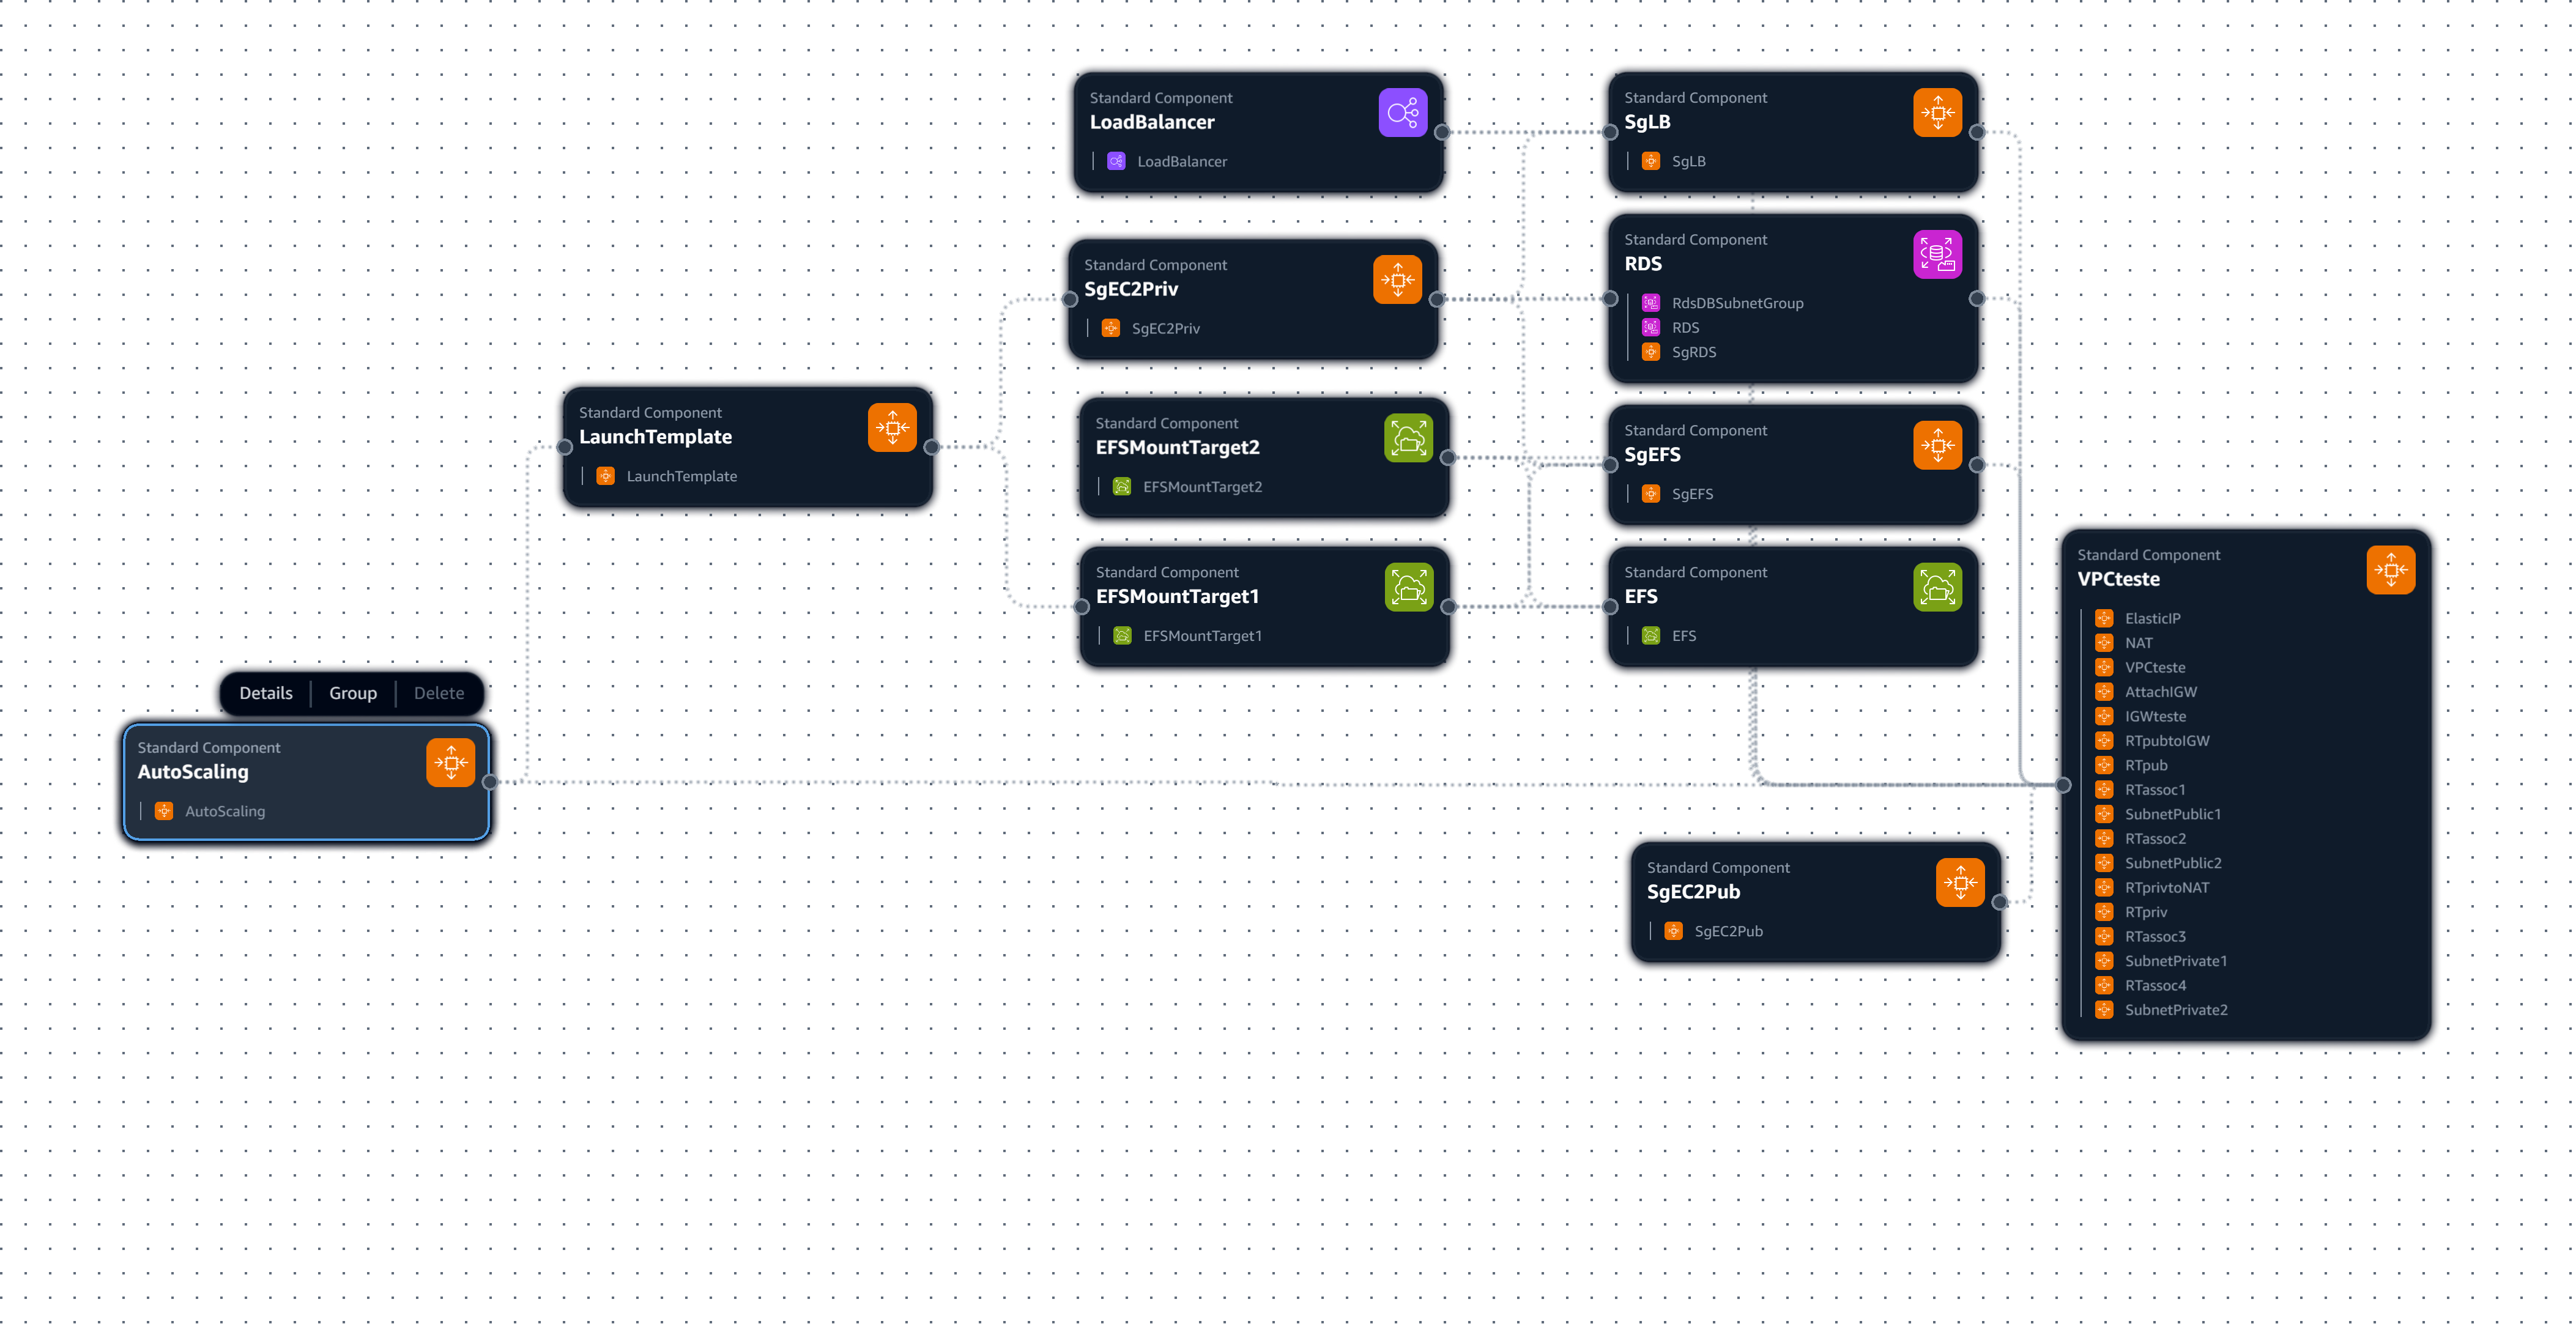 Standard Component
LoadBalancer
LoadBalancer
Standard Component
SgLB
SgLB
Standard Component
SgEC2Priv
SgEC2Priv
Standard Component
RDS
RdsDBSubnetGroup
RDS
SgRDS
Standard Component
LaunchTemplate
LaunchTemplate
Standard Component
EFSMountTarget2
EFSMountTarget2
Standard Component
SgEFS
SgEFS
Standard Component
EFSMountTarget1
EFSMountTarget1
Standard Component
EFS
EFS
Details Group Delete
Standard Component
AutoScaling
AutoScaling
Standard Component
SgEC2Pub
SgEC2Pub
Standard Component
VPCteste
ElasticIP
NAT
VPCteste
AttachIGW
IGWteste
RTpubtoIGW
RTpub
RTassoc1
SubnetPublic1
RTassoc2
SubnetPublic2
RTprivtoNAT
RTpriv
RTassoc3
SubnetPrivate1
RTassoc4
SubnetPrivate2